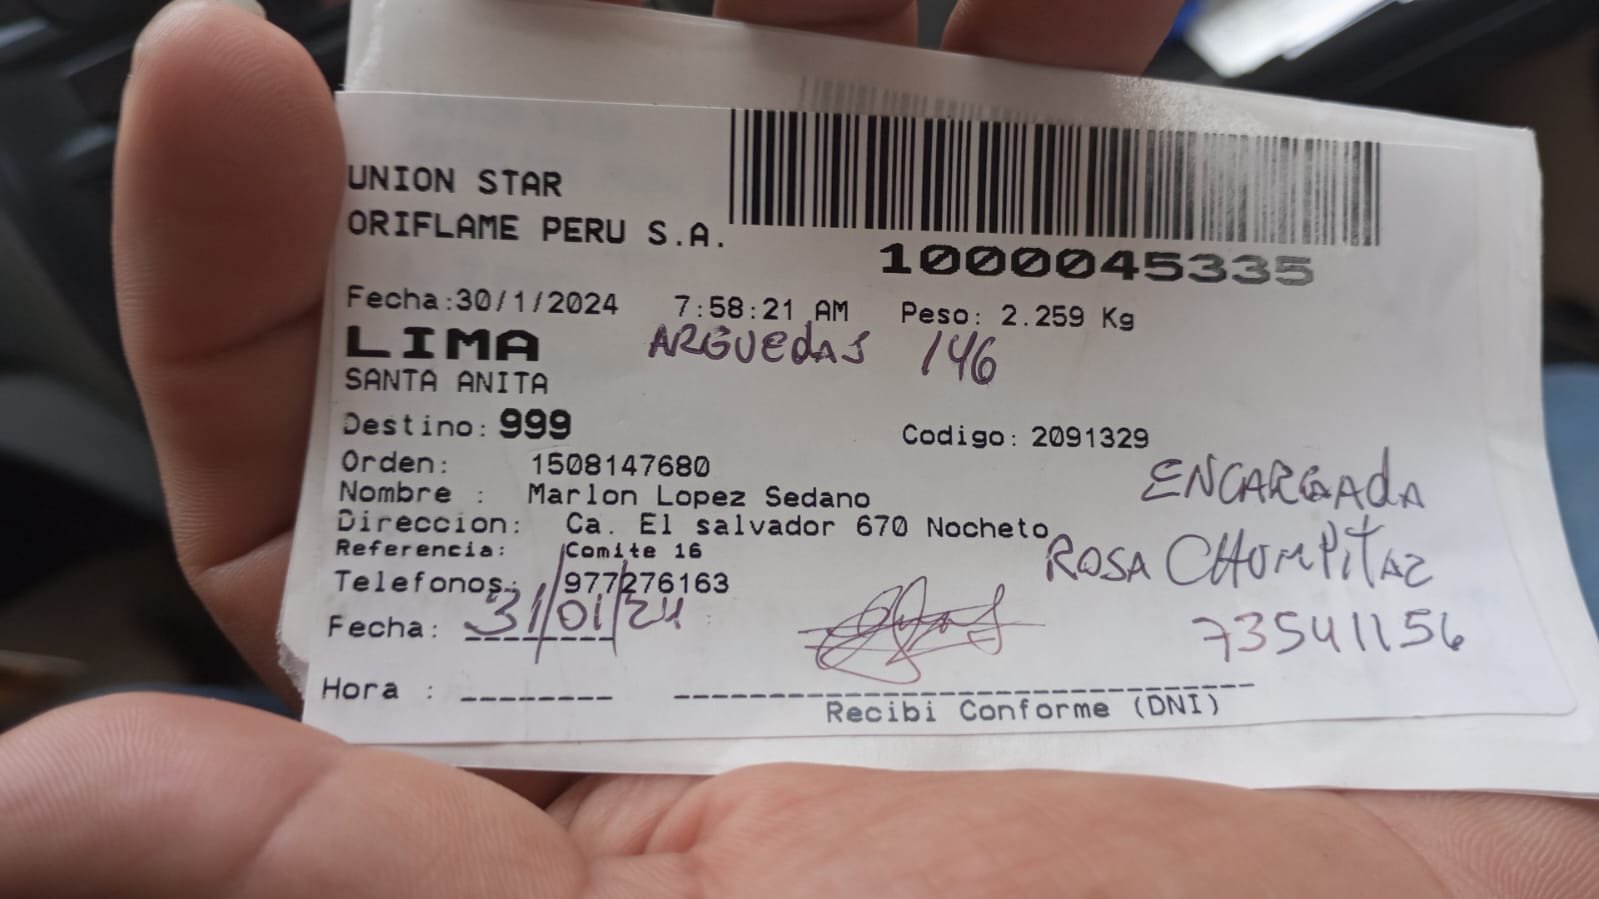 UNION STAR
ORIFLAME PERU S.A.
1000045335
Fecha:30/1/2024 7:58:21 AM Peso: 2.259 Kg
LIMA ARGUEDAS 146
SANTA ANITA
Destino: 999 Codigo: 2091329
Orden: 1508147680
ENCARGADA
Nombre : Marlon Lopez Sedano
Direccion: Ca. El salvador 670 Nocheto
Referencia: Comite 16
ROSA CHUMPITAZ
Telefonos: 977276163
Fecha: 31/01/24
73541156
Hora : -------- 
Recibi Conforme (DNI)